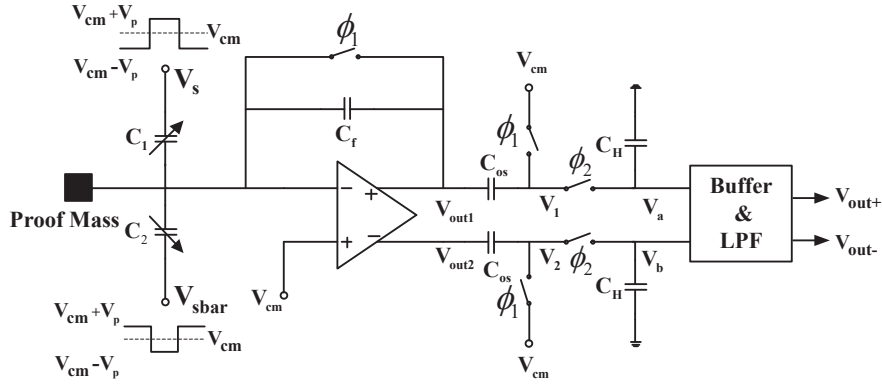 Vcm+Vp
Vcm
Vcm−Vp
Vs
C1
Proof Mass
C2
Vsbar
Vcm+Vp
Vcm
Vcm−Vp
ϕ1
Cf
−
+
+
−
Vcm
Vout1
Vout2
Cos
Cos
Vcm
ϕ1
ϕ2
V1
V2
ϕ2
ϕ1
Vcm
CH
Va
Vb
CH
Buffer
&
LPF
Vout+
Vout-